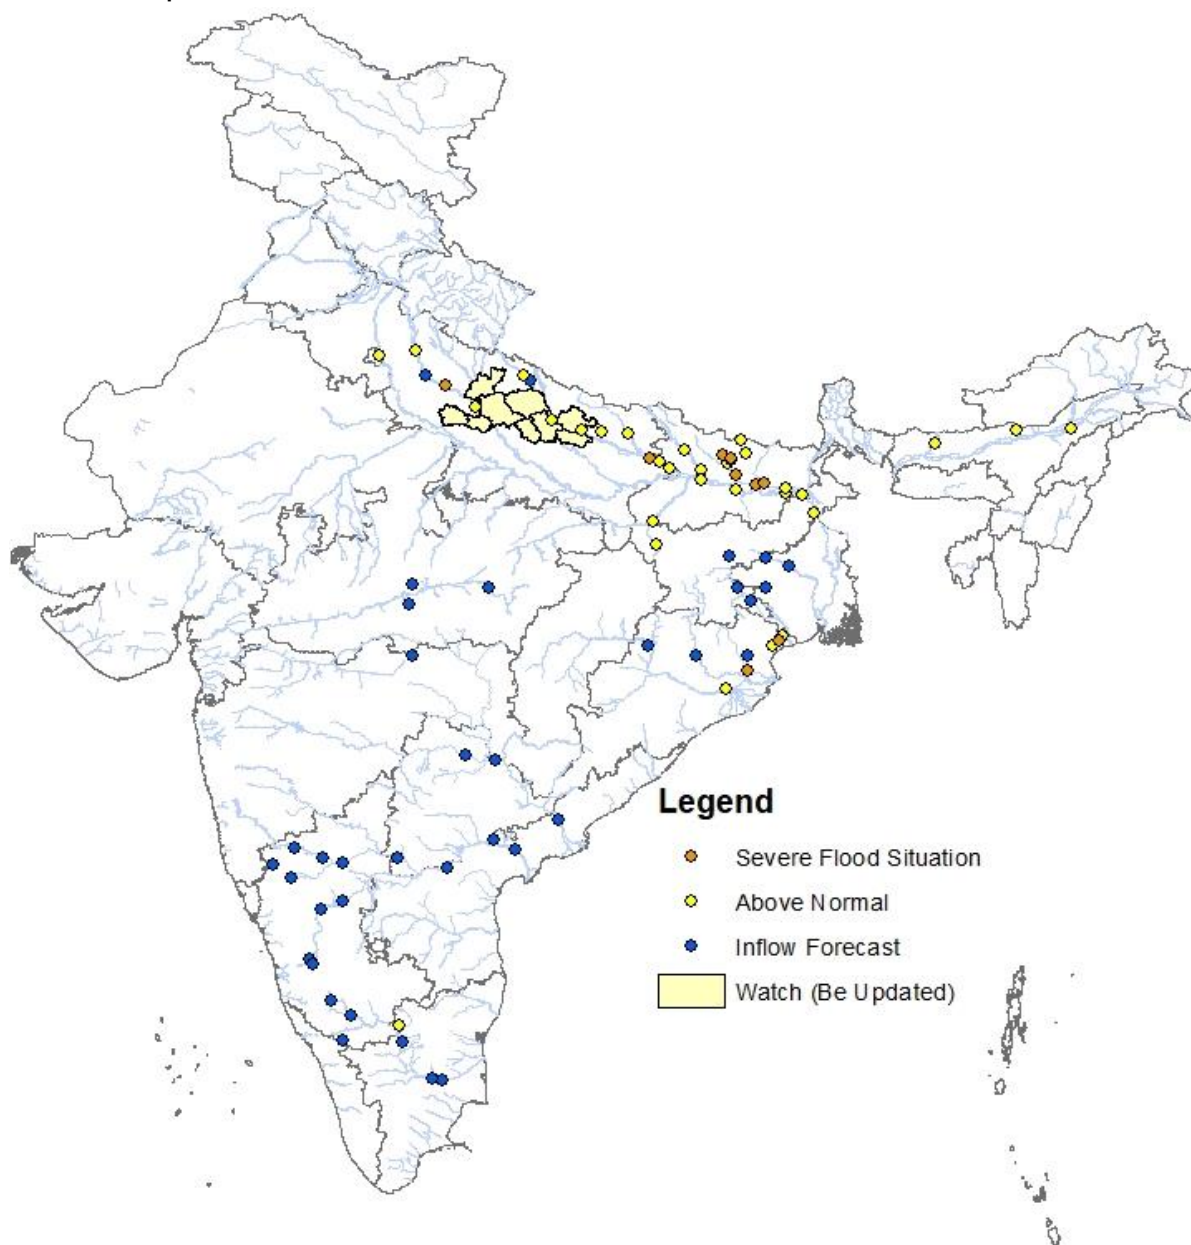 Legend
Severe Flood Situation
Above Normal
Inflow Forecast
Watch (Be Updated)